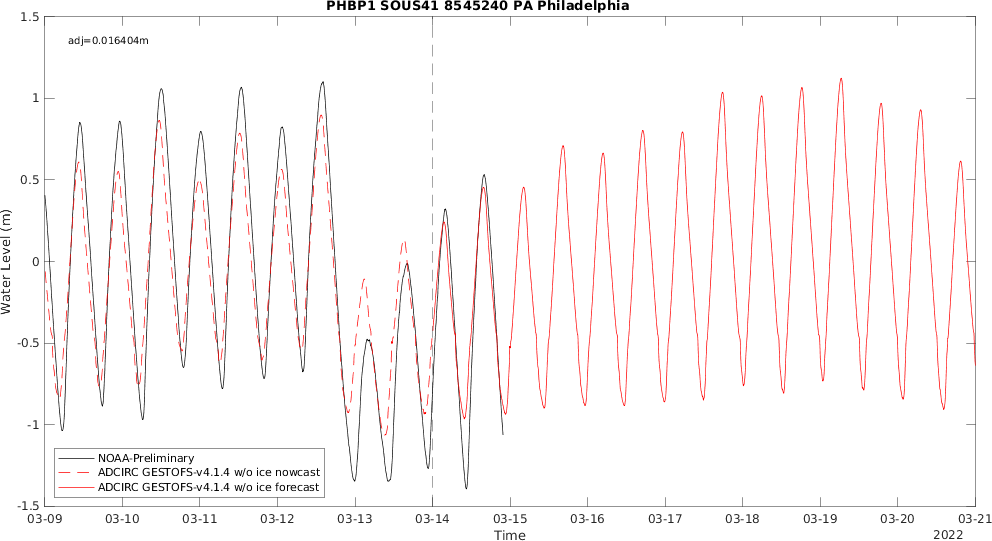 PHBP1 SOUS41 8545240 PA Philadelphia
adj=0.016404m
1.5
1
0.5
0
-0.5
-1
-1.5
Water Level (m)
NOAA-Preliminary
ADCIRC GESTOFS-v4.1.4 w/o ice nowcast
ADCIRC GESTOFS-v4.1.4 w/o ice forecast
03-09 03-10 03-11 03-12 03-13 03-14 03-15 03-16 03-17 03-18 03-19 03-20 03-21
Time
2022